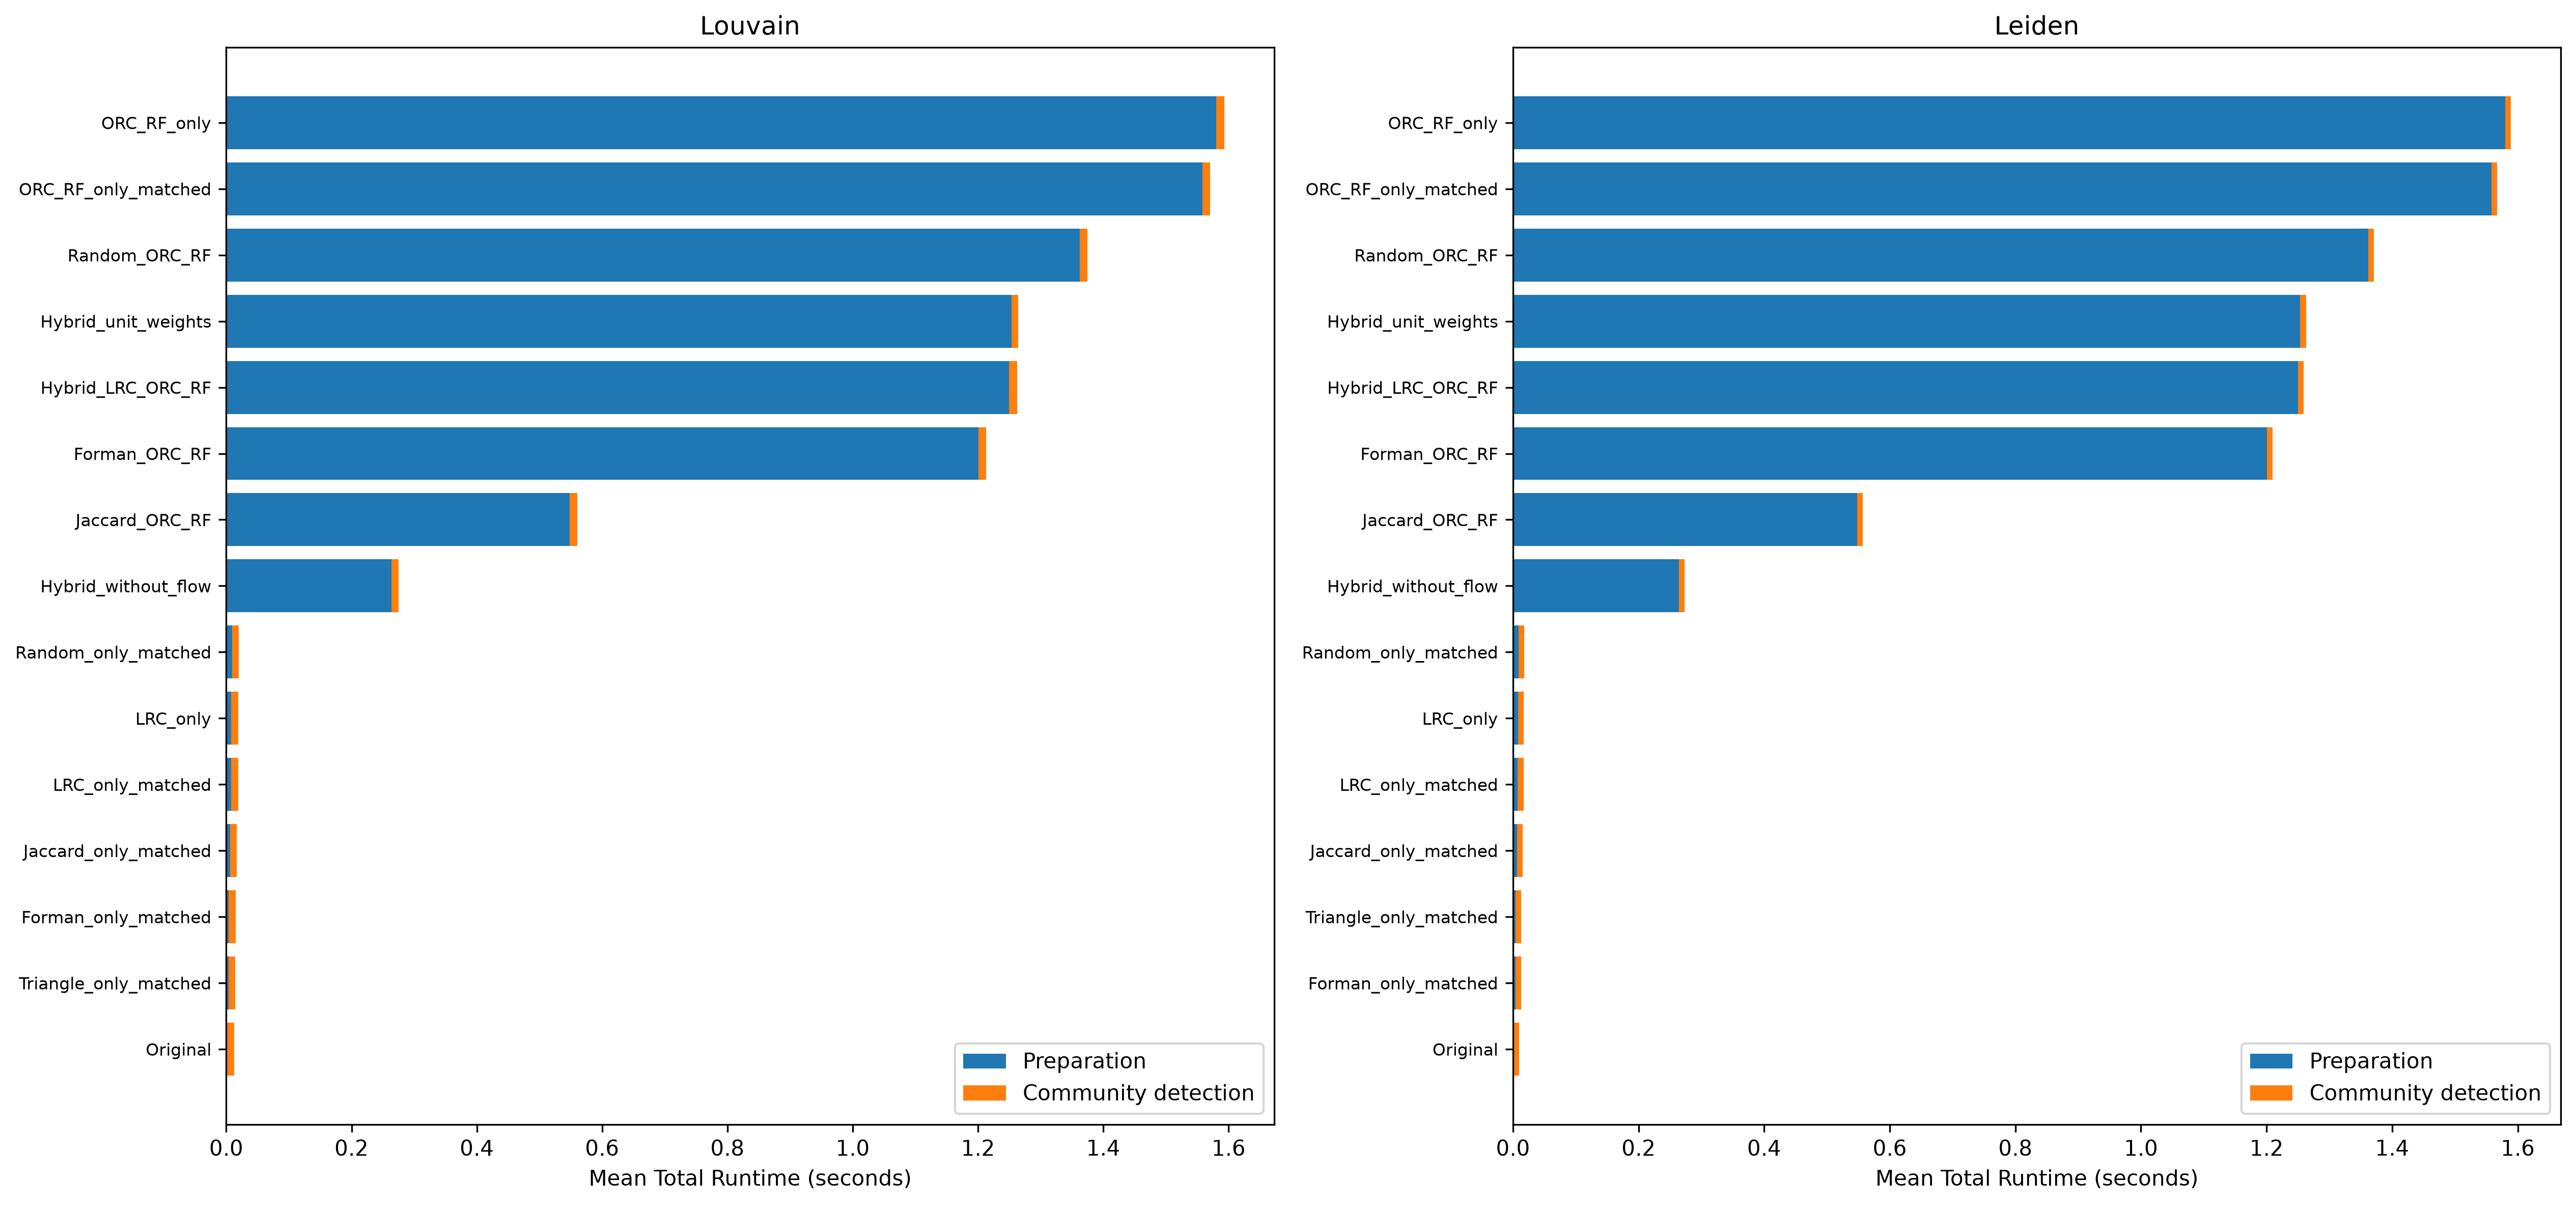 Louvain
ORC_RF_only
ORC_RF_only_matched
Random_ORC_RF
Hybrid_unit_weights
Hybrid_LRC_ORC_RF
Forman_ORC_RF
Jaccard_ORC_RF
Hybrid_without_flow
Random_only_matched
LRC_only
LRC_only_matched
Jaccard_only_matched
Forman_only_matched
Triangle_only_matched
Original
Preparation
Community detection
0.0 0.2 0.4 0.6 0.8 1.0 1.2 1.4 1.6
Mean Total Runtime (seconds)
Leiden
ORC_RF_only
ORC_RF_only_matched
Random_ORC_RF
Hybrid_unit_weights
Hybrid_LRC_ORC_RF
Forman_ORC_RF
Jaccard_ORC_RF
Hybrid_without_flow
Random_only_matched
LRC_only
LRC_only_matched
Jaccard_only_matched
Triangle_only_matched
Forman_only_matched
Original
Preparation
Community detection
0.0 0.2 0.4 0.6 0.8 1.0 1.2 1.4 1.6
Mean Total Runtime (seconds)